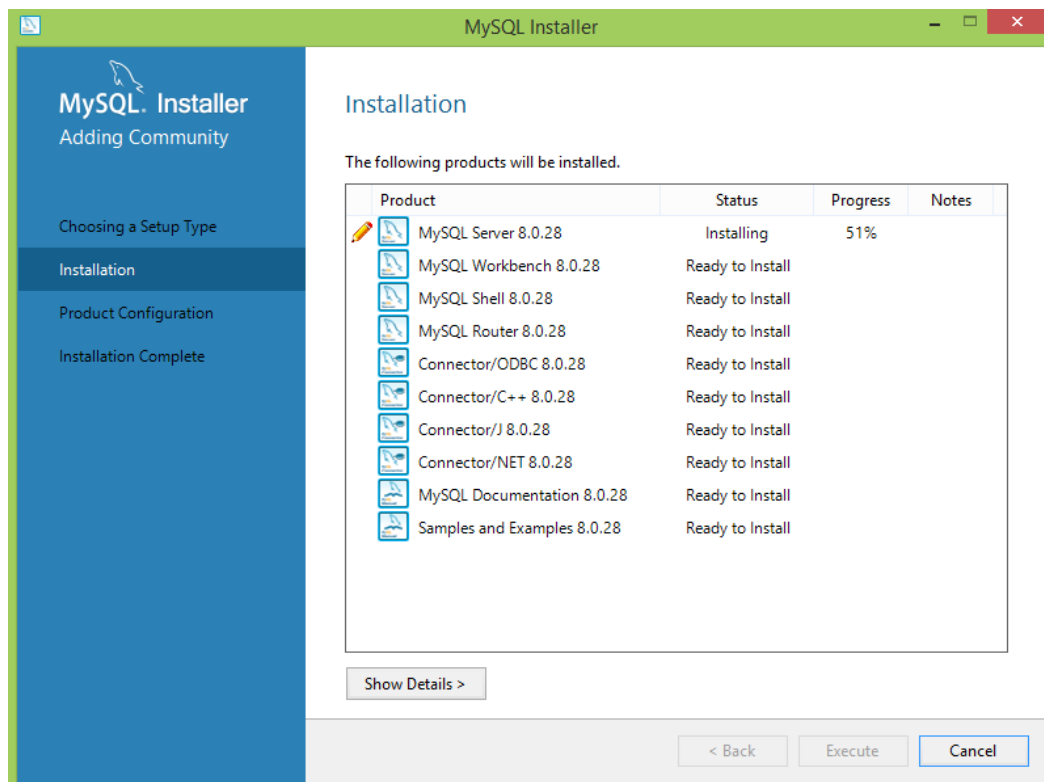 MySQL Installer
MySQL. Installer
Adding Community
Choosing a Setup Type
Installation
Product Configuration
Installation Complete
Installation
The following products will be installed.
Product Status Progress Notes
MySQL Server 8.0.28 Installing 51%
MySQL Workbench 8.0.28 Ready to Install
MySQL Shell 8.0.28 Ready to Install
MySQL Router 8.0.28 Ready to Install
Connector/ODBC 8.0.28 Ready to Install
Connector/C++ 8.0.28 Ready to Install
Connector/J 8.0.28 Ready to Install
Connector/NET 8.0.28 Ready to Install
MySQL Documentation 8.0.28 Ready to Install
Samples and Examples 8.0.28 Ready to Install
Show Details >
< Back Execute Cancel